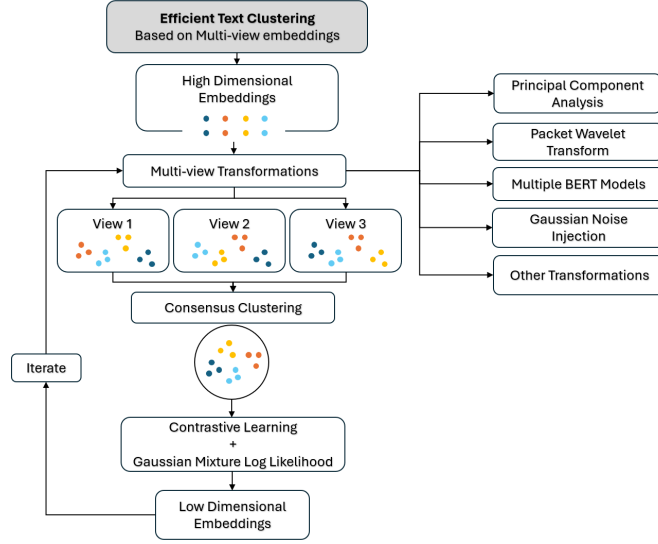 Efficient Text Clustering
Based on Multi-view embeddings
High Dimensional
Embeddings
Multi-view Transformations
View 1
View 2
View 3
Consensus Clustering
Iterate
Contrastive Learning
+
Gaussian Mixture Log Likelihood
Low Dimensional
Embeddings
Principal Component
Analysis
Packet Wavelet
Transform
Multiple BERT Models
Gaussian Noise
Injection
Other Transformations